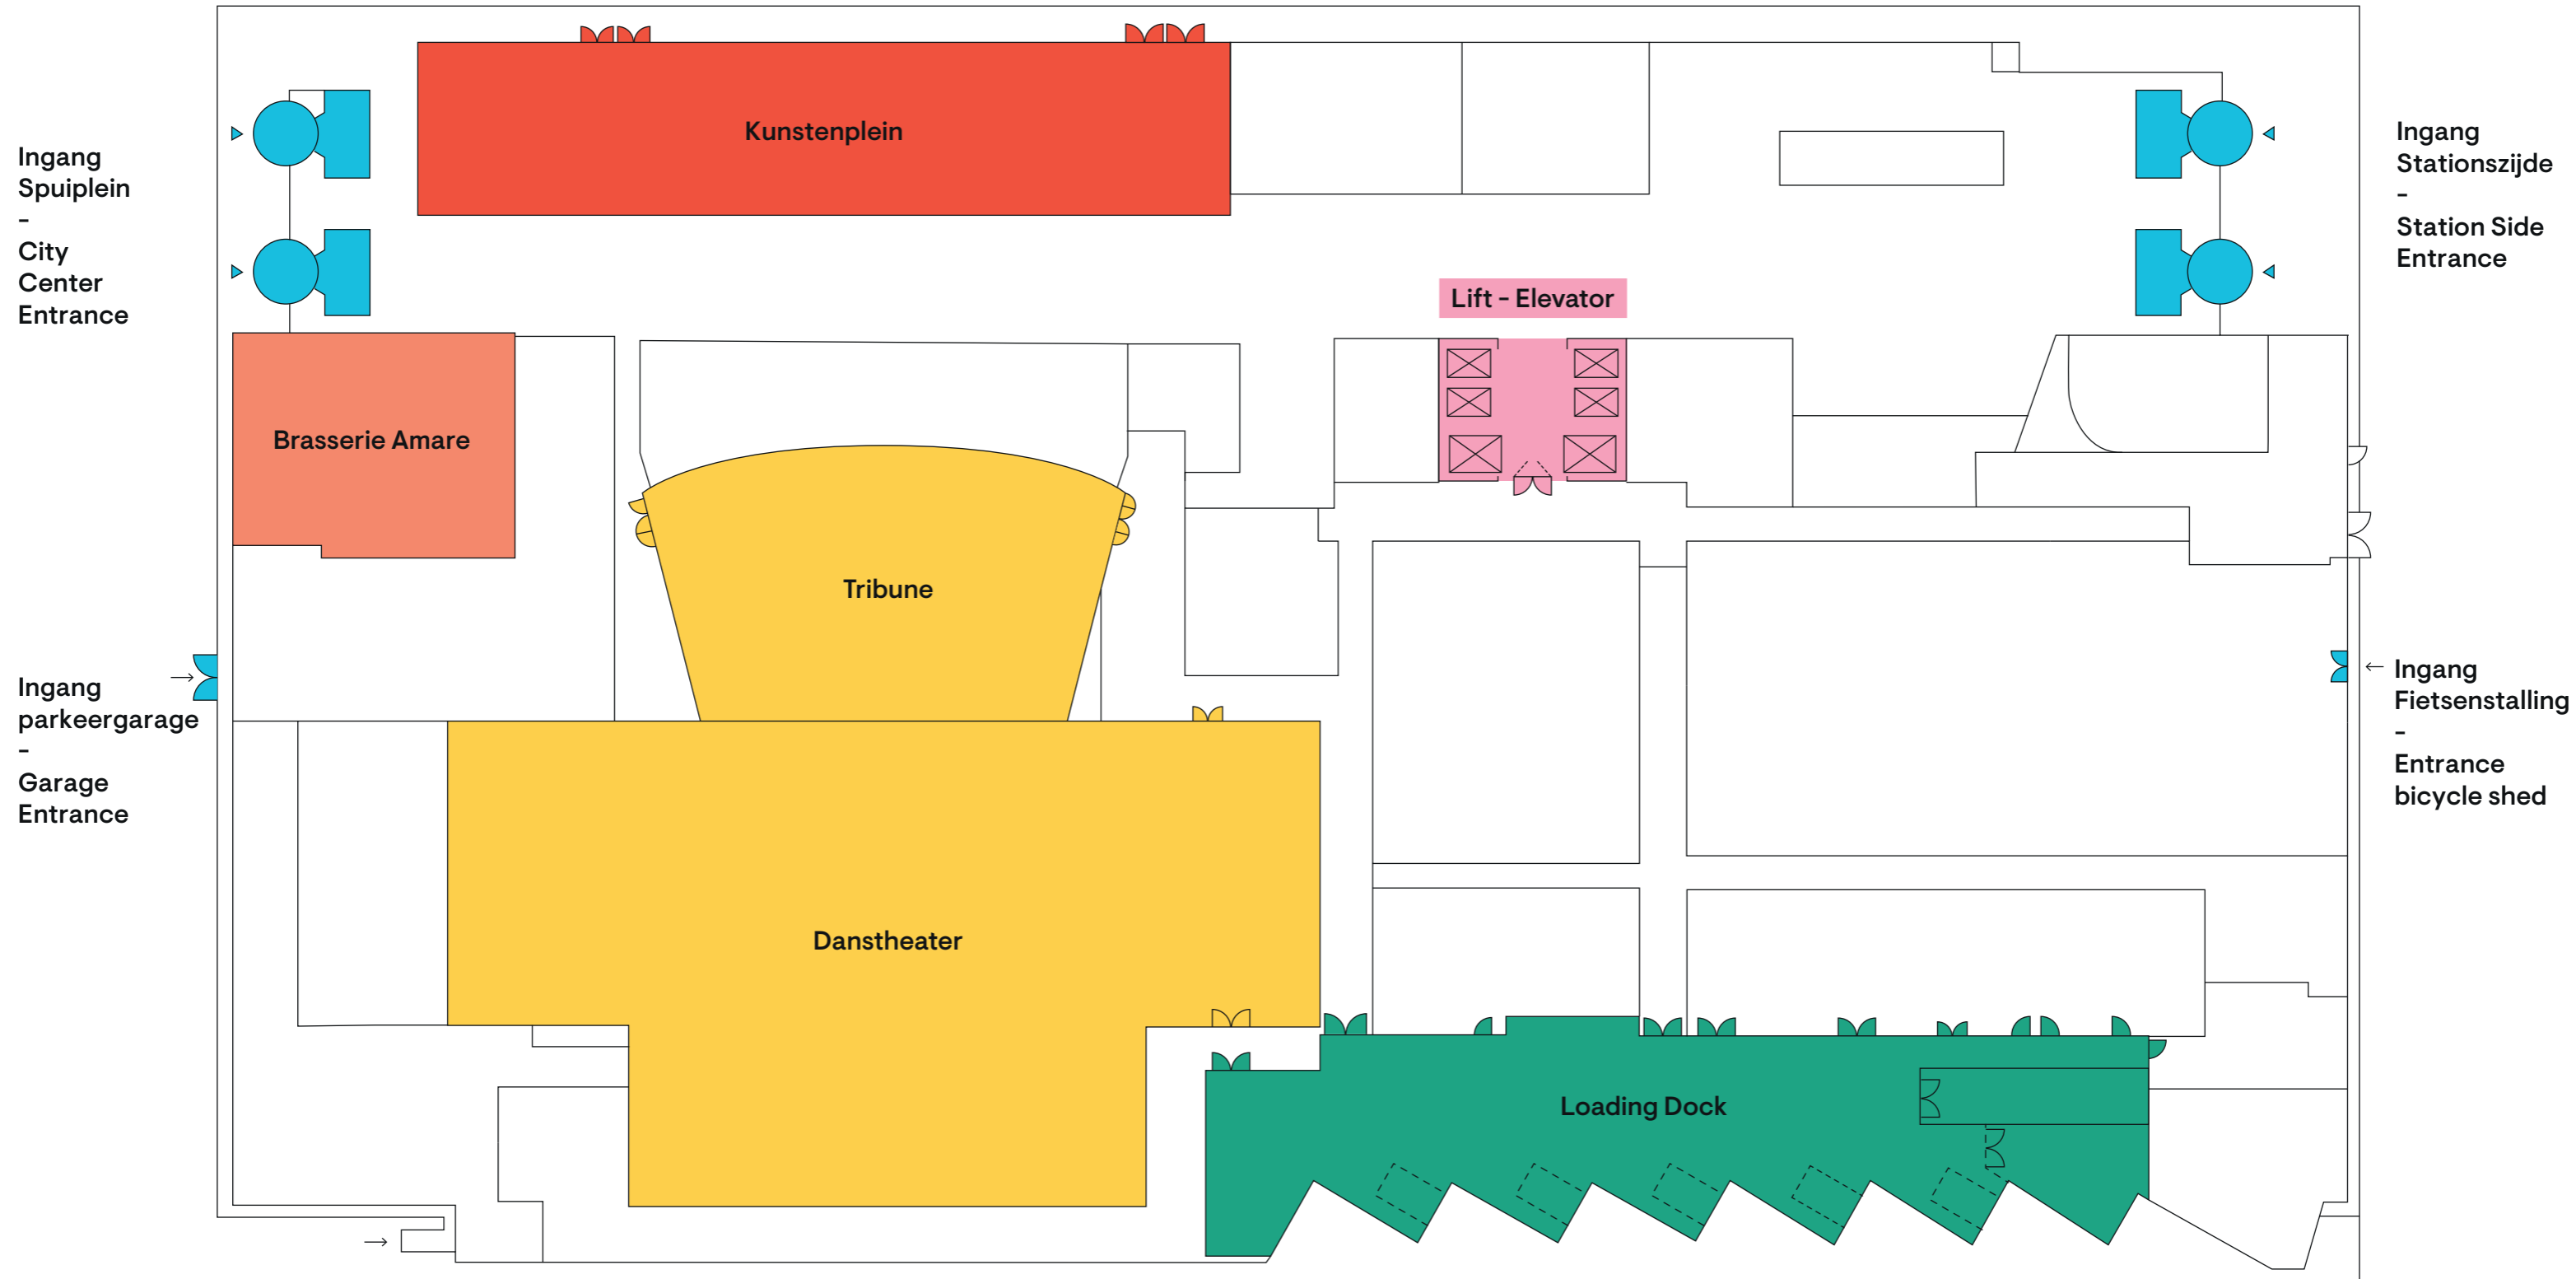 Kunstenplein
Ingang
Spuiplein
-
City
Center
Entrance
Ingang
Stationszijde
-
Station Side
Entrance
Lift - Elevator
Brasserie Amare
Tribune
Ingang
parkeergarage
-
Garage
Entrance
Ingang
Fietsenstalling
-
Entrance
bicycle shed
Danstheater
Loading Dock